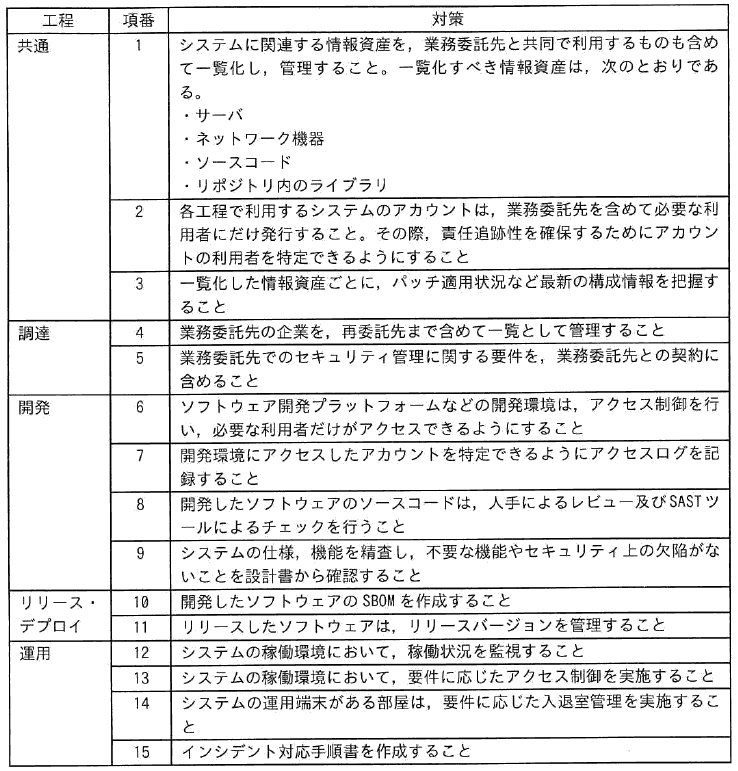 工程 項番 対策
共通 1 システムに関連する情報資産を，業務委託先と共同で利用するものも含め
て一覧化し，管理すること。一覧化すべき情報資産は，次のとおりであ
る。
・サーバ
・ネットワーク機器
・ソースコード
・リポジトリ内のライブラリ
2 各工程で利用するシステムのアカウントは，業務委託先を含めて必要な利
用者にだけ発行すること。その際，責任追跡性を確保するためにアカウン
トの利用者を特定できるようにすること
3 一覧化した情報資産ごとに，パッチ適用状況など最新の構成情報を把握す
ること
調達 4 業務委託先の企業を，再委託先まで含めて一覧として管理すること
5 業務委託先でのセキュリティ管理に関する要件を，業務委託先との契約に
含めること
開発 6 ソフトウェア開発プラットフォームなどの開発環境は，アクセス制御を行
い，必要な利用者だけがアクセスできるようにすること
7 開発環境にアクセスしたアカウントを特定できるようにアクセスログを記
録すること
8 開発したソフトウェアのソースコードは，人手によるレビュー及びSASTツ
ールによるチェックを行うこと
9 システムの仕様，機能を精査し，不要な機能やセキュリティ上の欠陥がな
いことを設計書から確認すること
リリース・ 10 開発したソフトウェアのSBOMを作成すること
デプロイ 11 リリースしたソフトウェアは，リリースバージョンを管理すること
運用 12 システムの稼働環境において，稼働状況を監視すること
13 システムの稼働環境において，要件に応じたアクセス制御を実施すること
14 システムの運用端末がある部屋は，要件に応じた入退室管理を実施するこ
と
15 インシデント対応手順書を作成すること